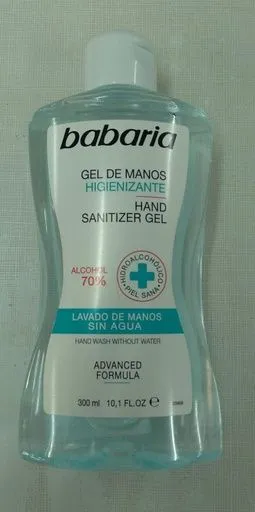 babaria
GEL DE MANOS
HIGIENIZANTE
HAND
SANITIZER GEL
ALCOHOL
70%
HIDROALCOHÓLICO
PIEL SANA
LAVADO DE MANOS
SIN AGUA
HAND WASH WITHOUT WATER
ADVANCED
FORMULA
300 ml 10,1 FL.OZ ℮